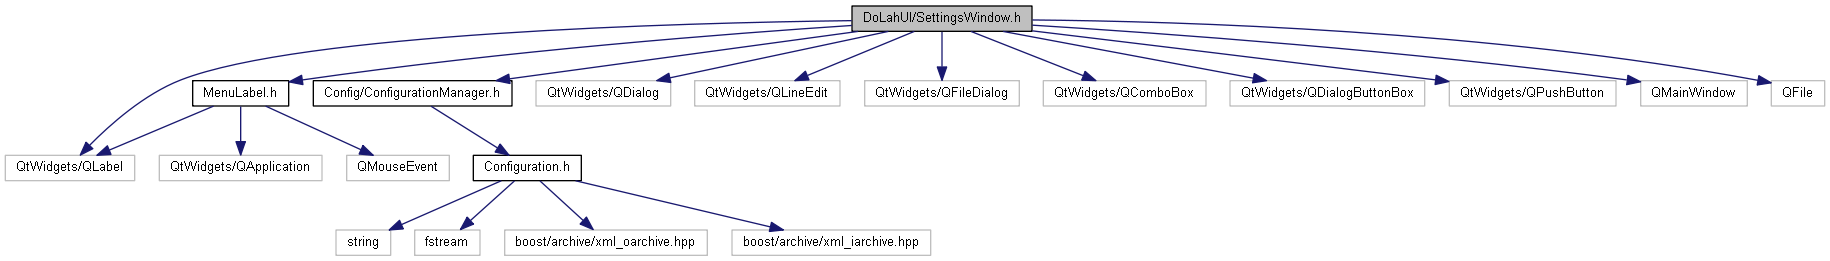 DoLahUI/SettingsWindow.h
MenuLabel.h
Config/ConfigurationManager.h
QtWidgets/QDialog
QtWidgets/QLineEdit
QtWidgets/QFileDialog
QtWidgets/QComboBox
QtWidgets/QDialogButtonBox
QtWidgets/QPushButton
QMainWindow
QFile
QtWidgets/QLabel
QtWidgets/QApplication
QMouseEvent
Configuration.h
string
fstream
boost/archive/xml_oarchive.hpp
boost/archive/xml_iarchive.hpp